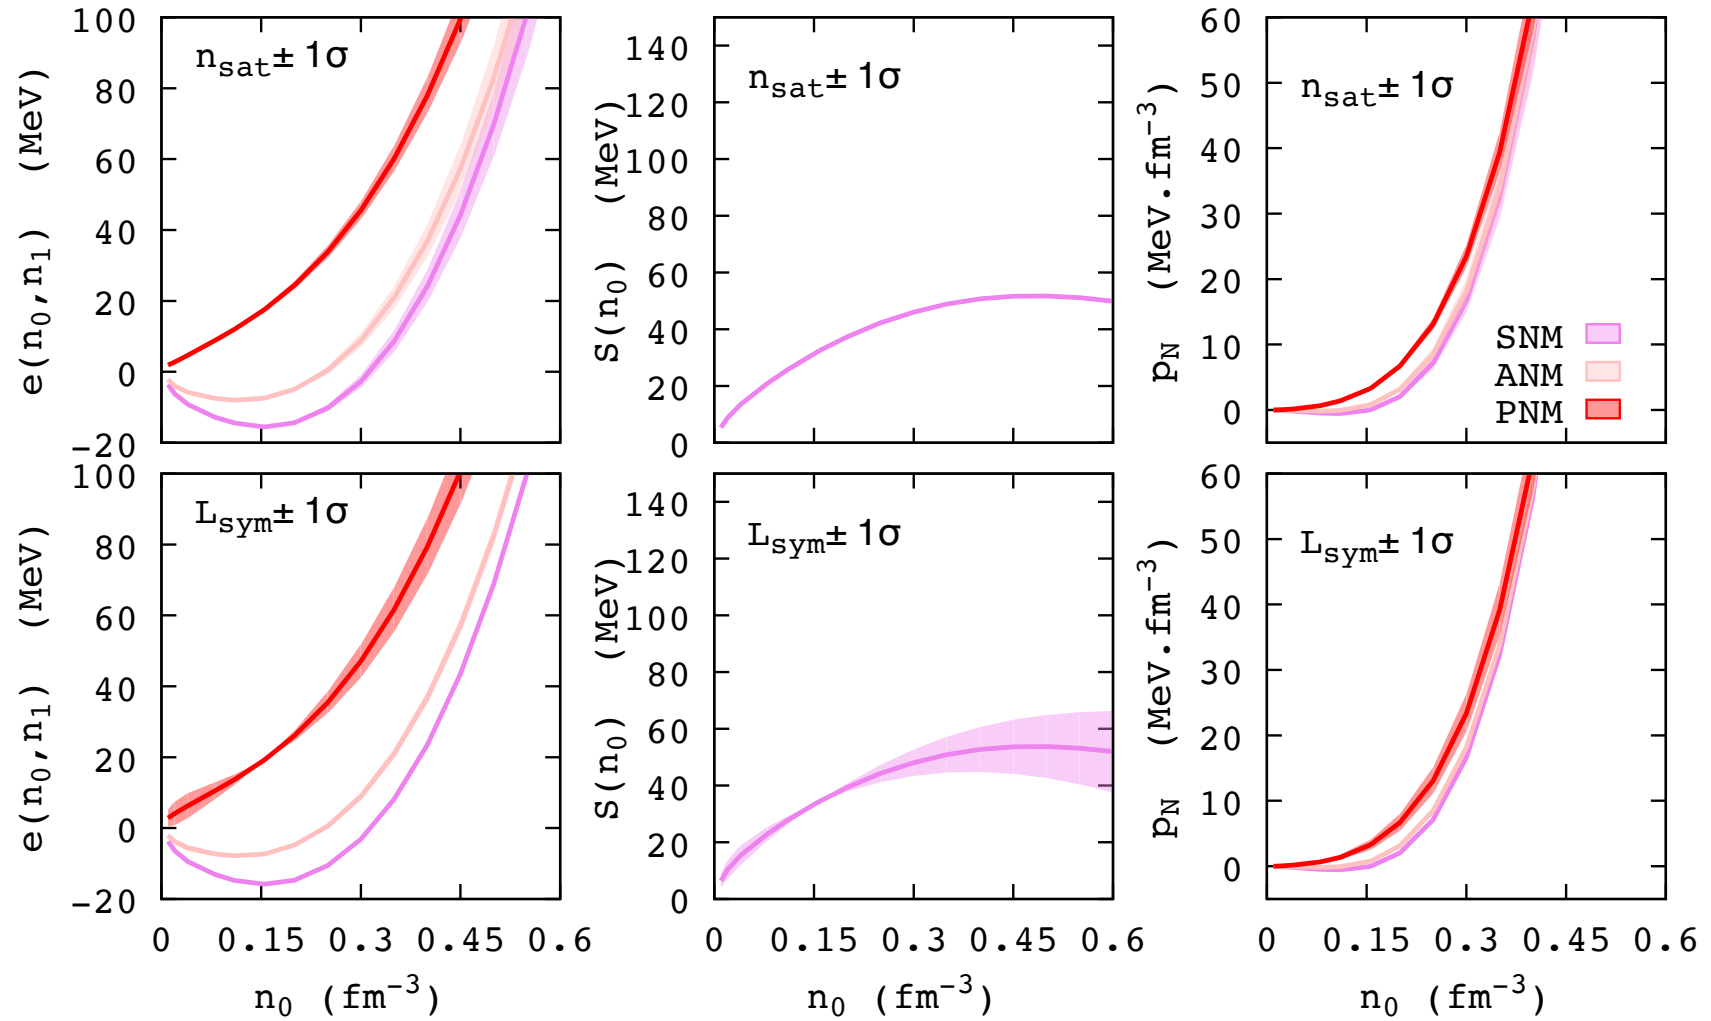 e(n0,n1) (MeV)
100
80
60
40
20
0
-20
nsat± 1σ
S(n0) (MeV)
140
120
100
80
60
40
20
0
nsat± 1σ
pN (MeV.fm-3)
60
50
40
30
20
10
0
nsat± 1σ
SNM
ANM
PNM
e(n0,n1) (MeV)
100
80
60
40
20
0
-20
Lsym± 1σ
0 0.15 0.3 0.45 0.6
n0 (fm-3)
S(n0) (MeV)
140
120
100
80
60
40
20
0
Lsym± 1σ
0 0.15 0.3 0.45 0.6
n0 (fm-3)
pN (MeV.fm-3)
60
50
40
30
20
10
0
Lsym± 1σ
0 0.15 0.3 0.45 0.6
n0 (fm-3)